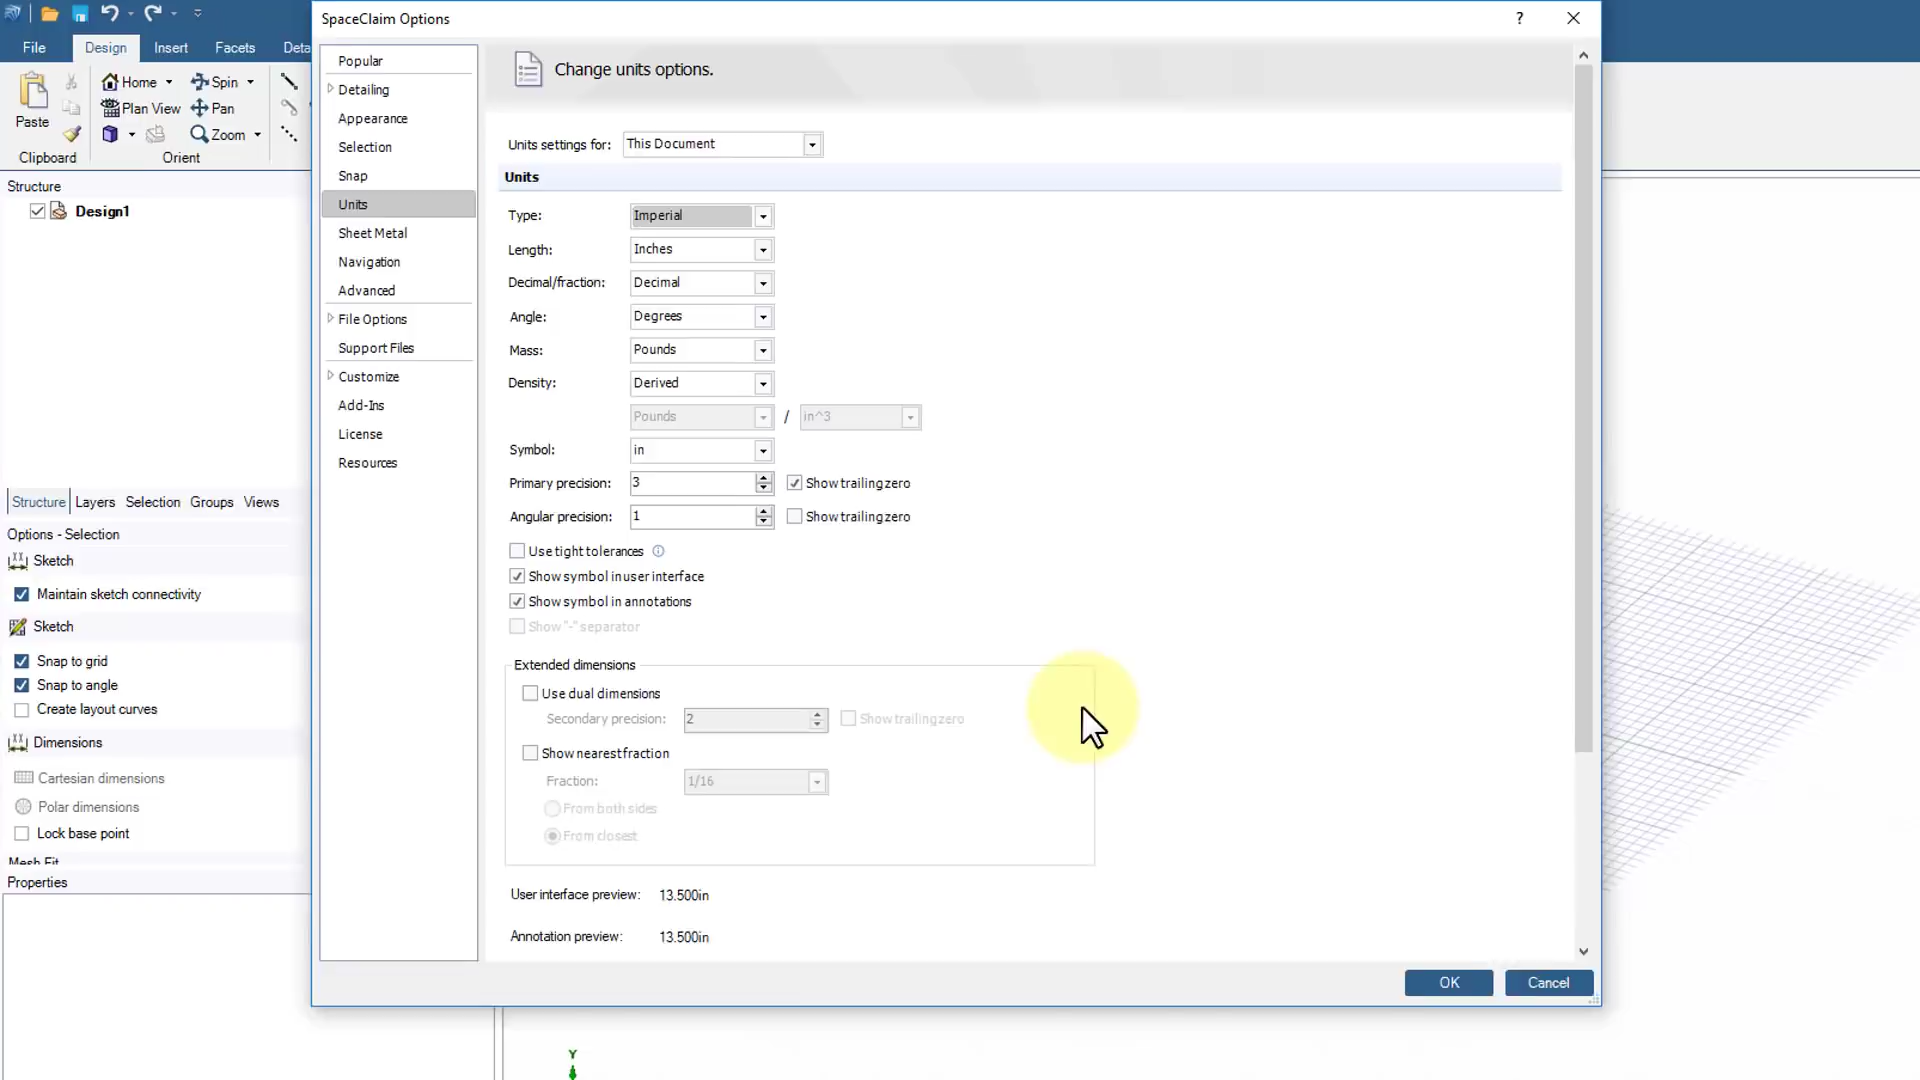 SpaceClaim Options
?
File
Design
Insert
Facets
Deta
Paste
Home
Spin
Plan View
Pan
Zoom
Clipboard
Orient
Structure
Design1
Structure
Layers
Selection
Groups
Views
Options - Selection
Sketch
Maintain sketch connectivity
Sketch
Snap to grid
Snap to angle
Create layout curves
Dimensions
Cartesian dimensions
Polar dimensions
Lock base point
Mesh Fit
Properties
Popular
Detailing
Appearance
Selection
Snap
Units
Sheet Metal
Navigation
Advanced
File Options
Support Files
Customize
Add-Ins
License
Resources
Change units options.
Units settings for: This Document
Units
Type: Imperial
Length: Inches
Decimal/fraction: Decimal
Angle: Degrees
Mass: Pounds
Density: Derived
Pounds / in^3
Symbol: in
Primary precision: 3 Show trailing zero
Angular precision: 1 Show trailing zero
Use tight tolerances
Show symbol in user interface
Show symbol in annotations
Show "-" separator
Extended dimensions
Use dual dimensions
Secondary precision: 2 Show trailing zero
Show nearest fraction
Fraction: 1/16
From both sides
From closest
User interface preview: 13.500in
Annotation preview: 13.500in
OK
Cancel
Y